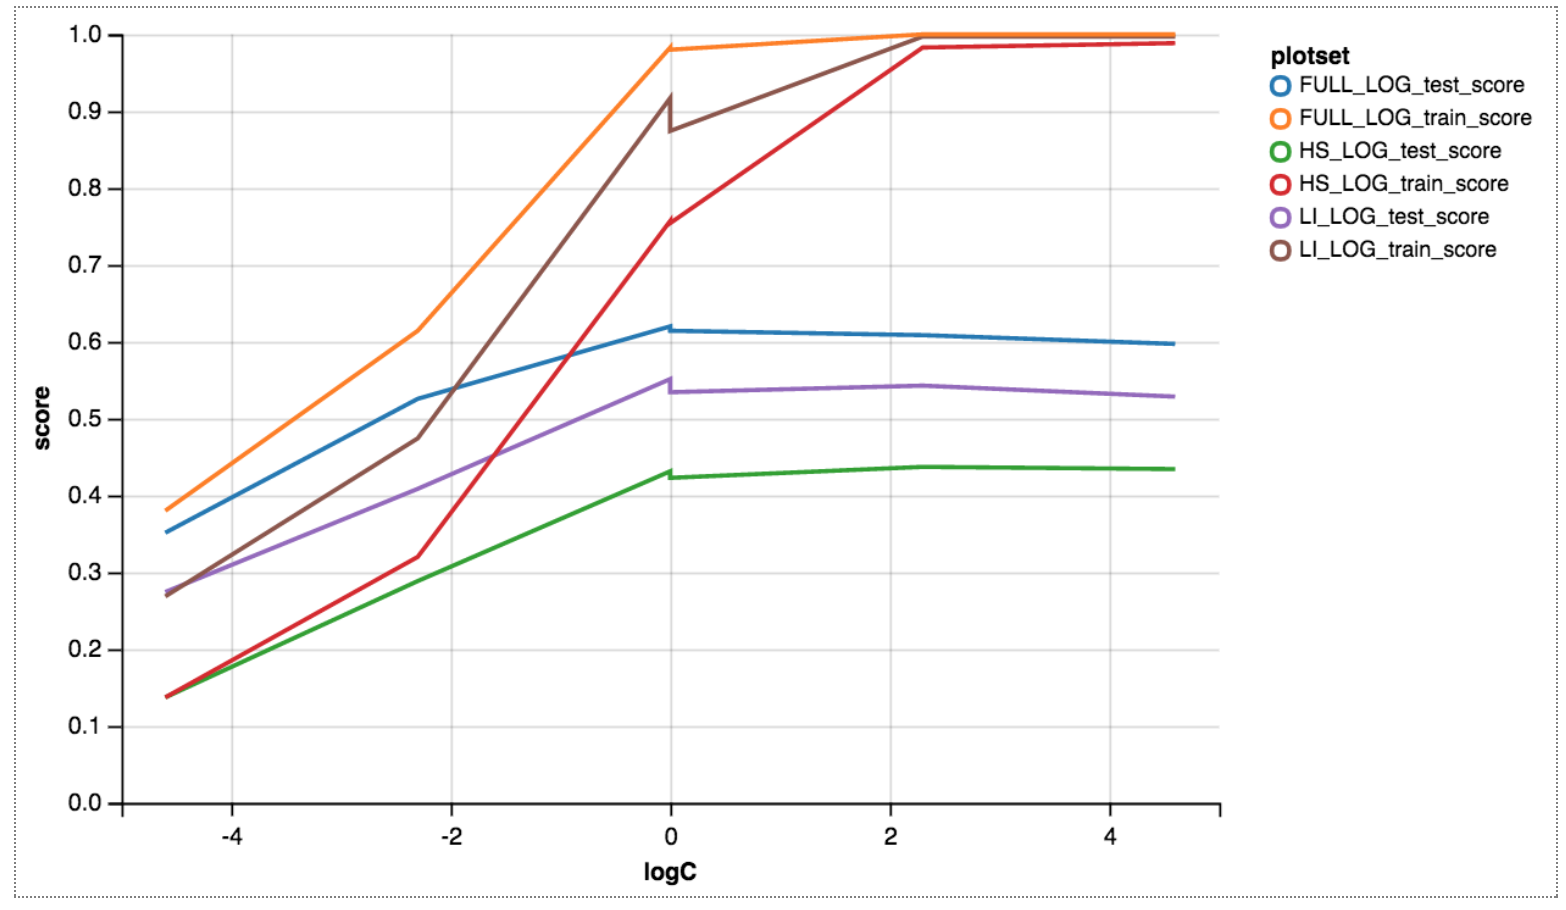 1.0
0.9
0.8
0.7
0.6
0.5
0.4
0.3
0.2
0.1
0.0
score
-4 -2 0 2 4
logC
plotset
FULL_LOG_test_score
FULL_LOG_train_score
HS_LOG_test_score
HS_LOG_train_score
LI_LOG_test_score
LI_LOG_train_score